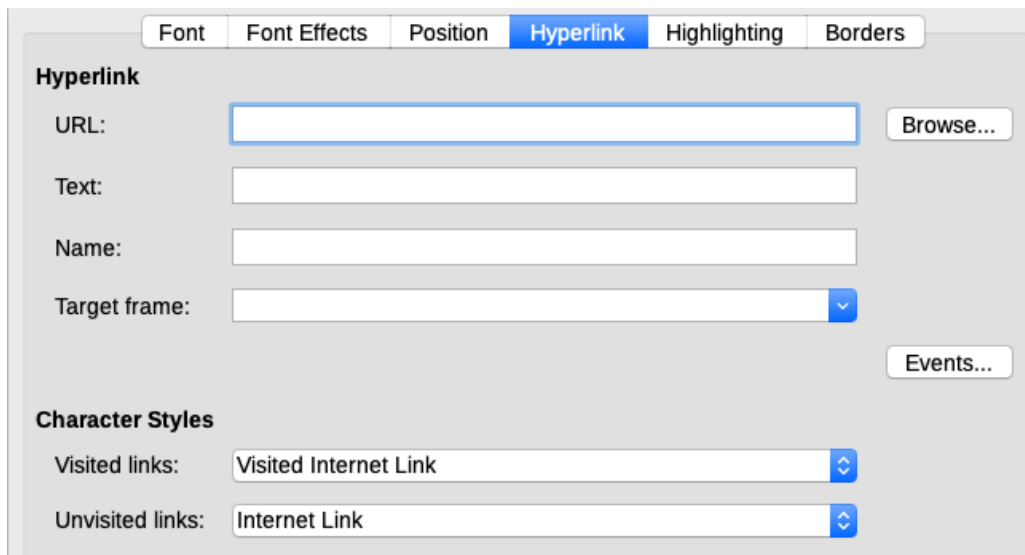 Font Font Effects Position Hyperlink Highlighting Borders
Hyperlink
URL: Browse...
Text:
Name:
Target frame:
Events...
Character Styles
Visited links: Visited Internet Link
Unvisited links: Internet Link